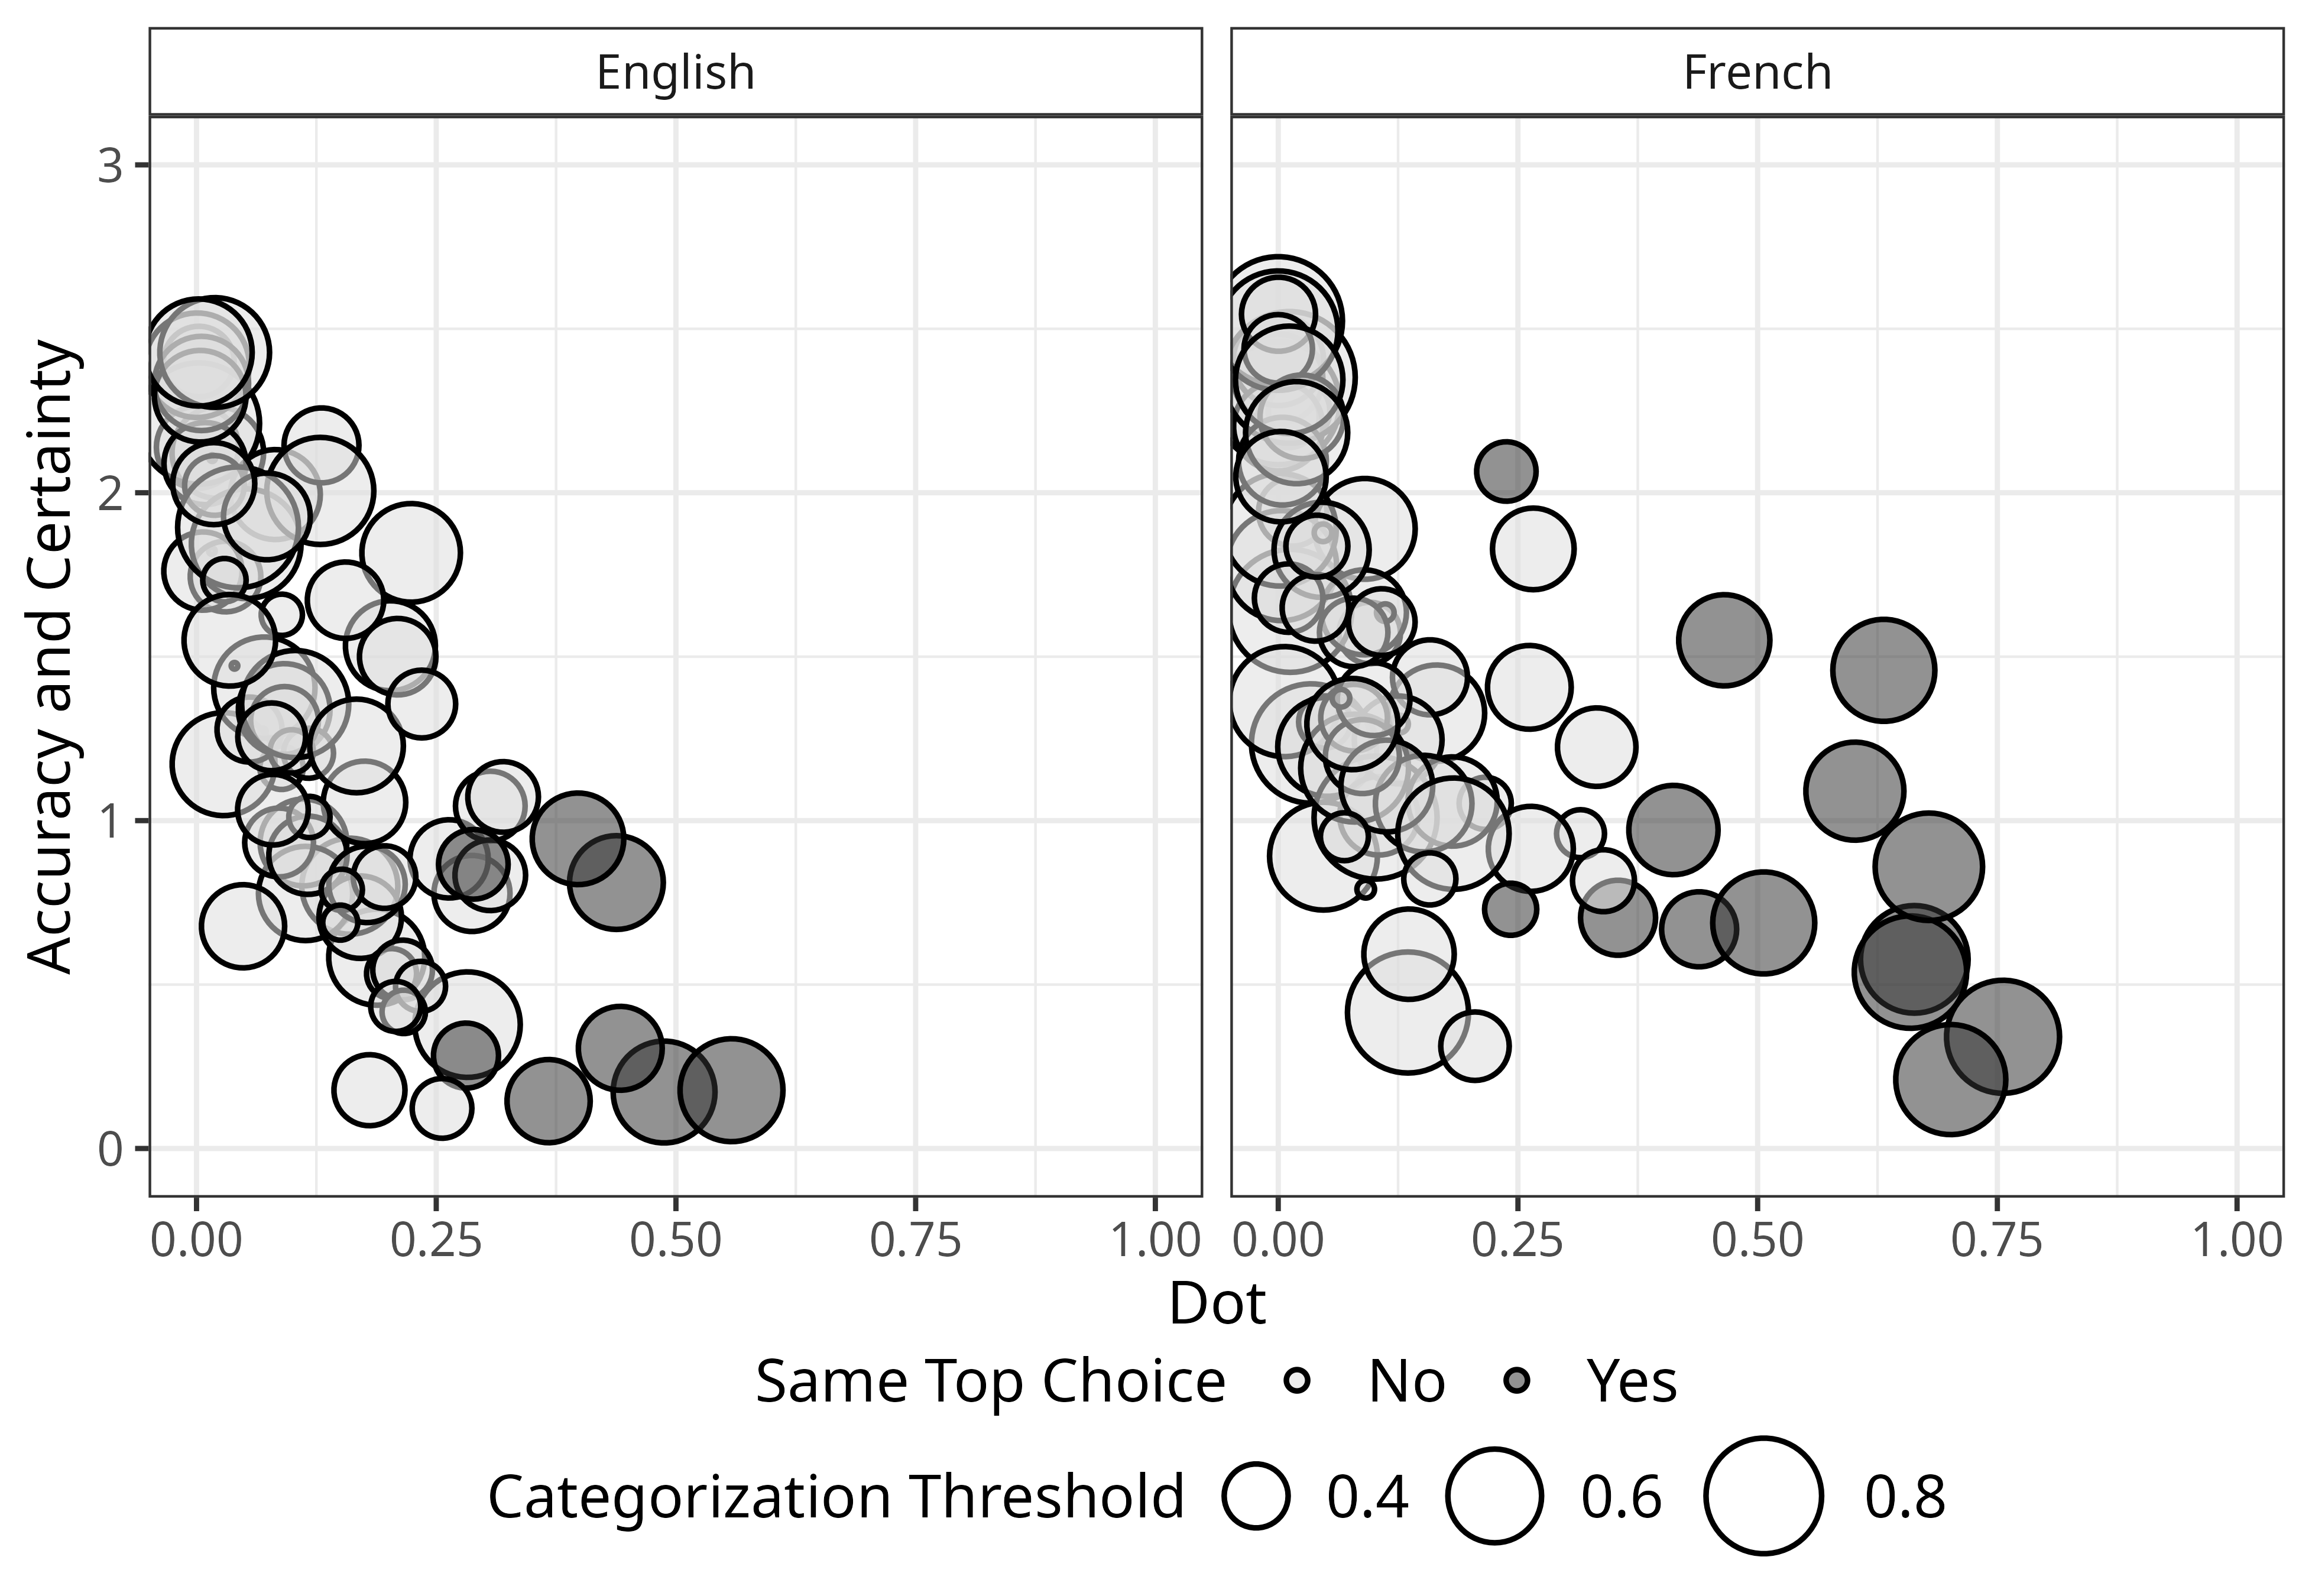 English French
3
2
1
0
Accuracy and Certainty
0.00 0.25 0.50 0.75 1.00 0.00 0.25 0.50 0.75 1.00
Dot
Same Top Choice No Yes
Categorization Threshold 0.4 0.6 0.8